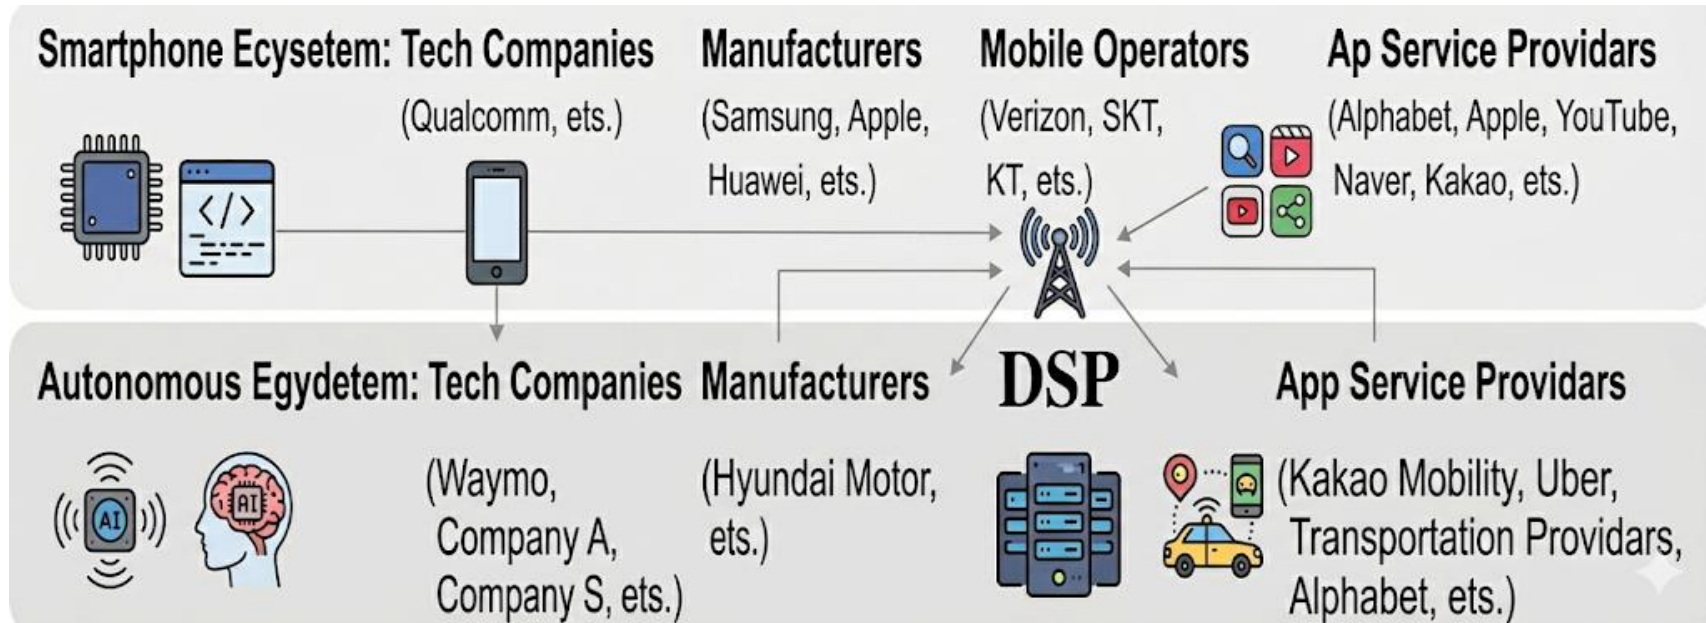 Smartphone Ecysetem: Tech Companies
(Qualcomm, ets.)
Manufacturers
(Samsung, Apple,
Huawei, ets.)
Mobile Operators
(Verizon, SKT,
KT, ets.)
Ap Service Providars
(Alphabet, Apple, YouTube,
Naver, Kakao, ets.)
</>
Autonomous Egydetem: Tech Companies
AI
AI
(Waymo,
Company A,
Company S, ets.)
Manufacturers
(Hyundai Motor,
ets.)
DSP
App Service Providars
(Kakao Mobility, Uber,
Transportation Providars,
Alphabet, ets.)